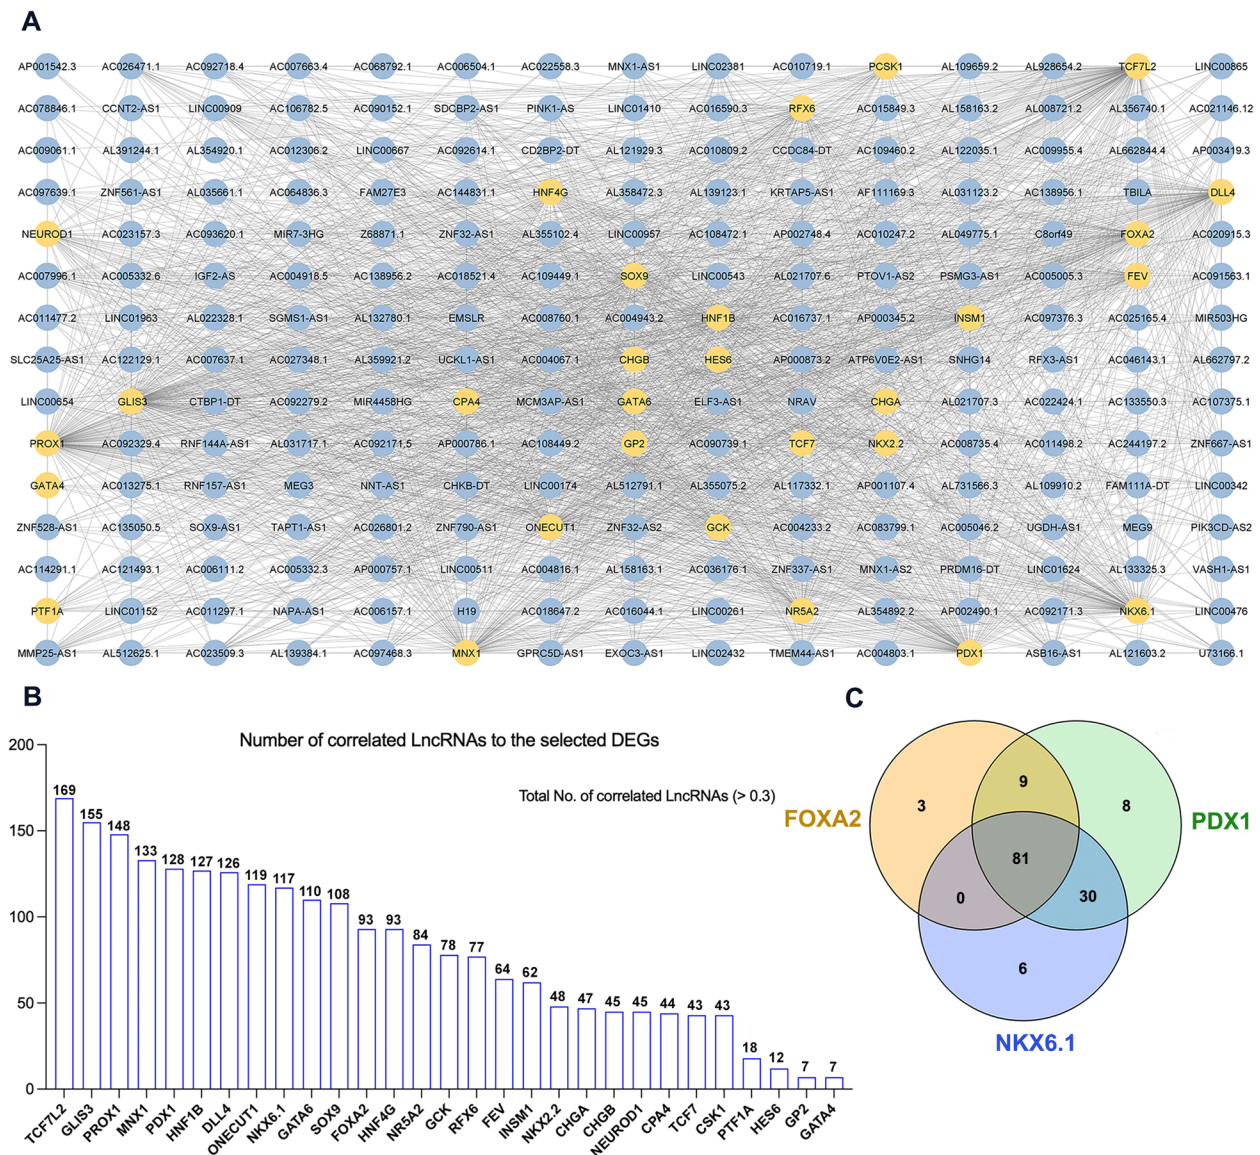 A
AP001542.3 AC026471.1 AC092718.4 AC007663.4 AC068792.1 AC006504.1 AC022558.3 MNX1-AS1 LINC02381 AC010719.1 PCSK1 AL109659.2 AL928654.2 TCF7L2 LINC00865
AC078846.1 CCNT2-AS1 LINC00909 AC106782.5 AC090152.1 SDCBP2-AS1 PINK1-AS LINC01410 AC016590.3 RFX6 AC015849.3 AL158163.2 AL008721.2 AL356740.1 AC021146.12
AC009061.1 AL391244.1 AL354920.1 AC012306.2 LINC00667 AC092614.1 CD2BP2-DT AL121929.3 AC010809.2 CCDC84-DT AC109460.2 AL122035.1 AC009955.4 AL662844.4 AP003419.3
AC097639.1 ZNF561-AS1 AL035661.1 AC064836.3 FAM27E3 AC144831.1 HNF4G AL358472.3 AL139123.1 KRTAP5-AS1 AF111169.3 AL031123.2 AC138956.1 TBILA DLL4
NEUROD1 AC023157.3 AC093620.1 MIR7-3HG Z68871.1 ZNF32-AS1 AL355102.4 LINC00957 AC108472.1 AP002748.4 AC010247.2 AL049775.1 C8orf49 FOXA2 AC020915.3
AC007996.1 AC005332.6 IGF2-AS AC004918.5 AC138956.2 AC018521.4 AC109449.1 SOX9 LINC00543 AL021707.6 PTOV1-AS2 PSMG3-AS1 AC005005.3 FEV AC091563.1
AC011477.2 LINC01963 AL022328.1 SGMS1-AS1 AL132780.1 EMSLR AC008760.1 AC004943.2 HNF1B AC016737.1 AP000345.2 INSM1 AC097376.3 AC025165.4 MIR503HG
SLC25A25-AS1 AC122129.1 AC007637.1 AC027348.1 AL359921.2 UCKL1-AS1 AC004067.1 CHGB HES6 AP000873.2 ATP6V0E2-AS1 SNHG14 RFX3-AS1 AC046143.1 AL662797.2
LINC00654 GLIS3 CTBP1-DT AC092279.2 MIR4458HG CPA4 MCM3AP-AS1 GATA6 ELF3-AS1 NRAV CHGA AL021707.3 AC022424.1 AC133550.3 AC107375.1
PROX1 AC092329.4 RNF144A-AS1 AL031717.1 AC092171.5 AP000786.1 AC108449.2 GP2 AC090739.1 TCF7 NKX2.2 AC008735.4 AC011498.2 AC244197.2 ZNF667-AS1
GATA4 AC013275.1 RNF157-AS1 MEG3 NNT-AS1 CHKB-DT LINC00174 AL512791.1 AL355075.2 AL117332.1 AP001107.4 AL731566.3 AL109910.2 FAM111A-DT LINC00342
ZNF528-AS1 AC135050.5 SOX9-AS1 TAPT1-AS1 AC026801.2 ZNF790-AS1 ONECUT1 ZNF32-AS2 GCK AC004233.2 AC083799.1 AC005046.2 UGDH-AS1 MEG9 PIK3CD-AS2
AC114291.1 AC121493.1 AC006111.2 AC005332.3 AP000757.1 LINC00511 AC004816.1 AL158163.1 AC036176.1 ZNF337-AS1 MNX1-AS2 PRDM16-DT LINC01624 AL133325.3 VASH1-AS1
PTF1A LINC01152 AC011297.1 NAPA-AS1 AC006157.1 H19 AC018647.2 AC016044.1 LINC00261 NR5A2 AL354892.2 AP002490.1 AC092171.3 NKX6.1 LINC00476
MMP25-AS1 AL512625.1 AC023509.3 AL139384.1 AC097468.3 MNX1 GPRC5D-AS1 EXOC3-AS1 LINC02432 TMEM44-AS1 AC004803.1 PDX1 ASB16-AS1 AL121603.2 U73166.1
B
Number of correlated LncRNAs to the selected DEGs
Total No. of correlated LncRNAs (> 0.3)
200
150
100
50
0
169 155 148 133 128 127 126 119 117 110 108 93 93 84 78 77 64 62 48 47 45 45 44 43 43 18 12 7 7
TCF7L2 GLIS3 PROX1 MNX1 PDX1 HNF1B DLL4 ONECUT1 NKX6.1 GATA6 SOX9 FOXA2 HNF4G NR5A2 GCK RFX6 FEV INSM1 NKX2.2 CHGA CHGB NEUROD1 CPA4 TCF7 CSK1 PTF1A HES6 GP2 GATA4
C
FOXA2
PDX1
NKX6.1
3
9
8
81
0
30
6